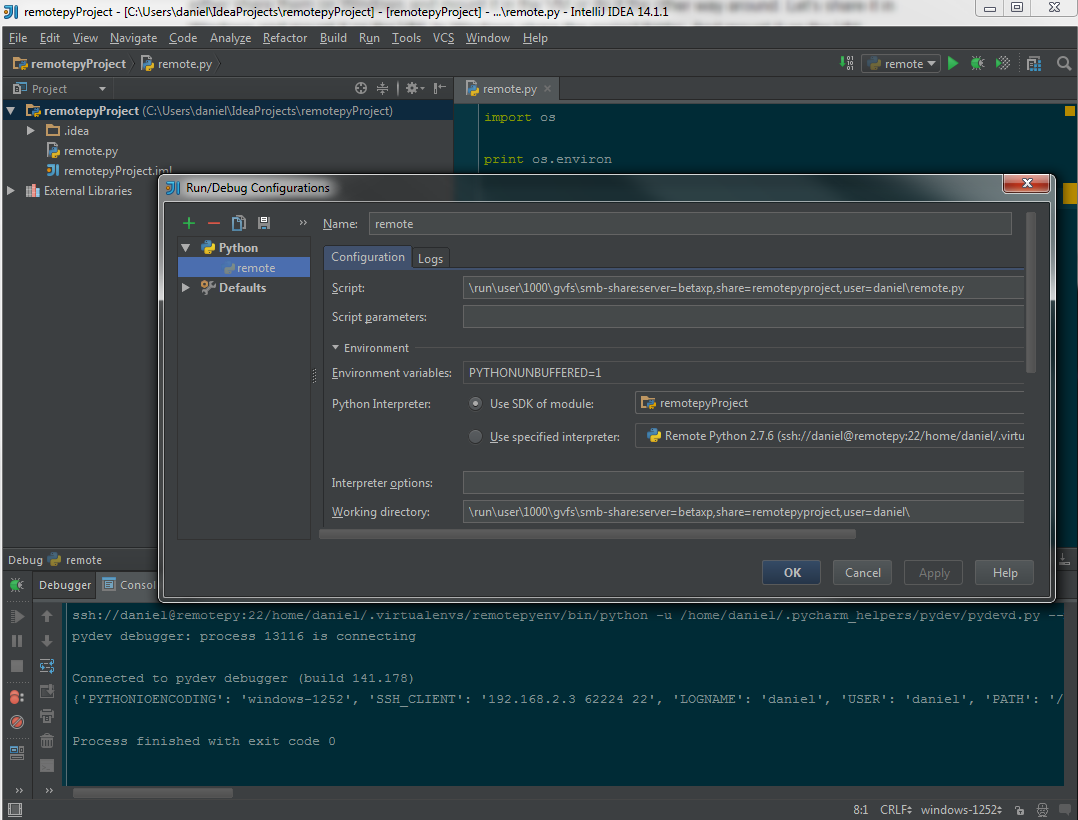 remotepyProject - [C:\Users\daniel\IdeaProjects\remotepyProject] - [remotepyProject] - ...\remote.py - IntelliJ IDEA 14.1.1
File Edit View Navigate Code Analyze Refactor Build Run Tools VCS Window Help
remotepyProject remote.py remote
Project remote.py
remotepyProject (C:\Users\daniel\IdeaProjects\remotepyProject)
.idea
remote.py
remotepyProject.iml
External Libraries
import os
print os.environ
Run/Debug Configurations
Name: remote
Python
remote
Defaults
Configuration Logs
Script: \run\user\1000\gvfs\smb-share:server=betaxp,share=remotepyproject,user=daniel\remote.py
Script parameters:
Environment
Environment variables: PYTHONUNBUFFERED=1
Python Interpreter: Use SDK of module: remotepyProject
Use specified interpreter: Remote Python 2.7.6 (ssh://daniel@remotepy:22/home/daniel/.virtu
Interpreter options:
Working directory: \run\user\1000\gvfs\smb-share:server=betaxp,share=remotepyproject,user=daniel\
OK Cancel Apply Help
Debug remote
Debugger Consol
ssh://daniel@remotepy:22/home/daniel/.virtualenvs/remotepyenv/bin/python -u /home/daniel/.pycharm_helpers/pydev/pydevd.py --
pydev debugger: process 13116 is connecting
Connected to pydev debugger (build 141.178)
{'PYTHONIOENCODING': 'windows-1252', 'SSH_CLIENT': '192.168.2.3 62224 22', 'LOGNAME': 'daniel', 'USER': 'daniel', 'PATH': '/
Process finished with exit code 0
8:1 CRLF windows-1252